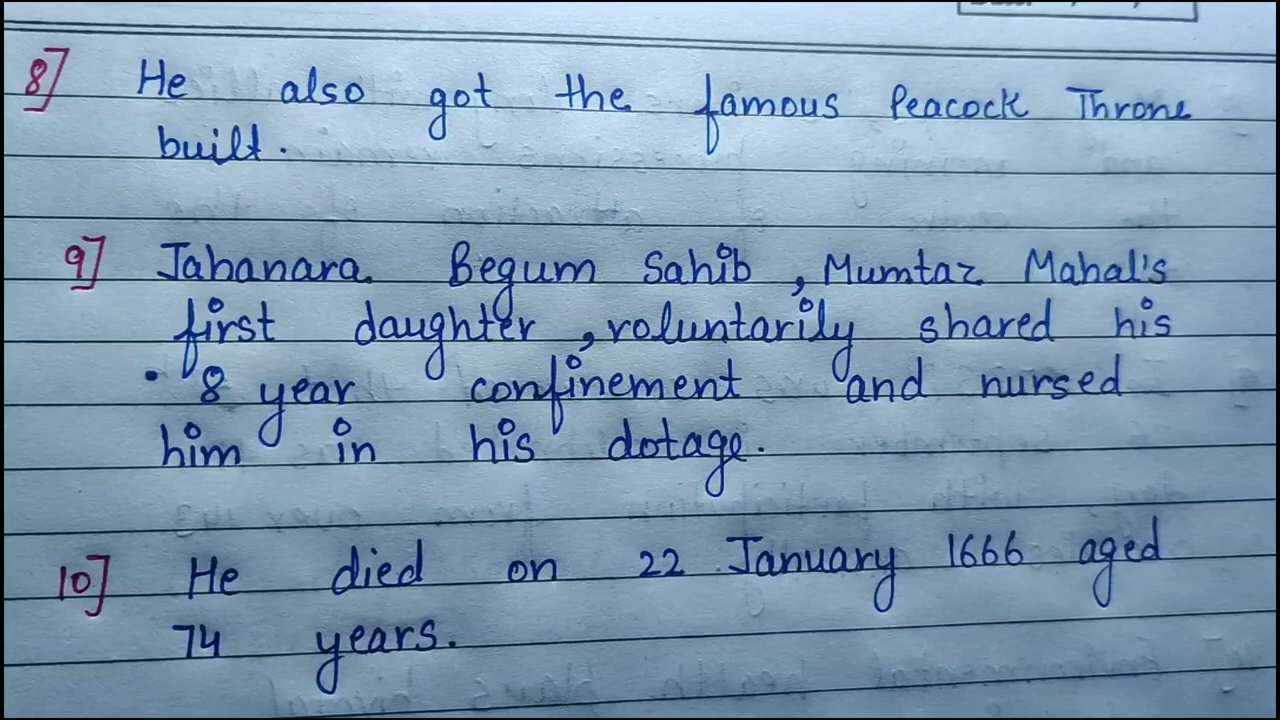 8] He also got the famous Peacock Throne
built.
9] Jahanara Begum Sahib, Mumtaz Mahal's
first daughter, voluntarily shared his
8 year confinement and nursed
him in his dotage.
10] He died on 22 January 1666 aged
74 years.